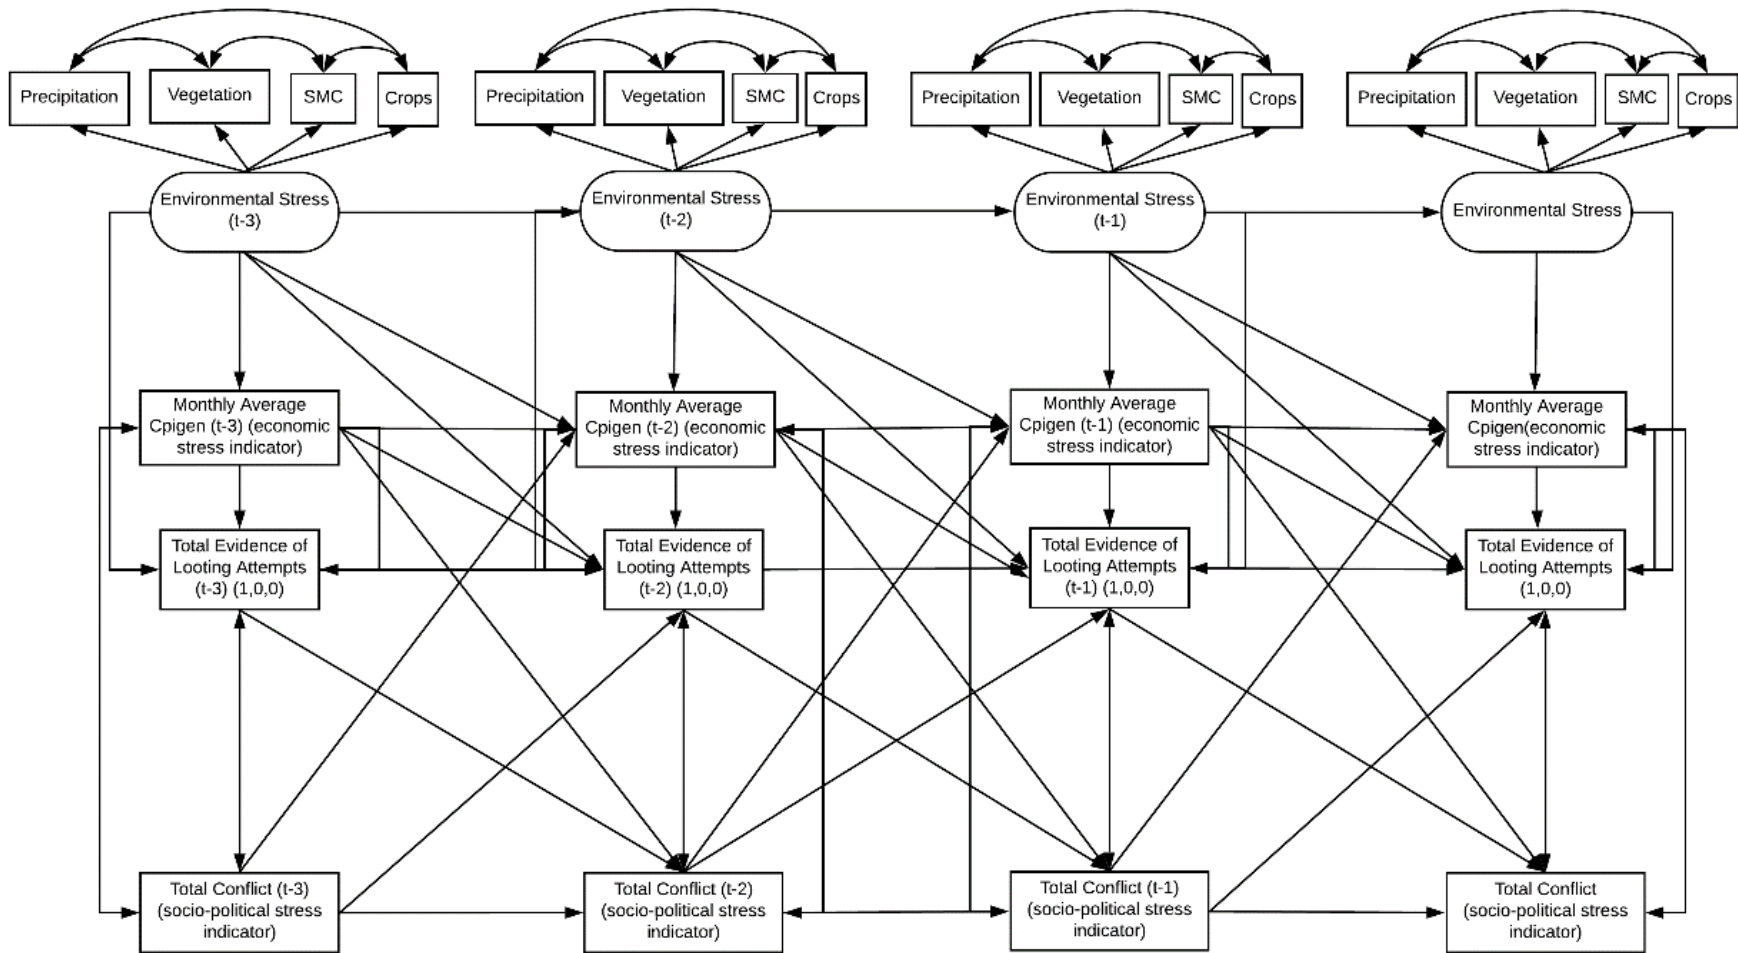 Precipitation
Vegetation
SMC
Crops
Precipitation
Vegetation
SMC
Crops
Precipitation
Vegetation
SMC
Crops
Precipitation
Vegetation
SMC
Crops
Environmental Stress
(t-3)
Environmental Stress
(t-2)
Environmental Stress
(t-1)
Environmental Stress
Monthly Average
Cpigen (t-3) (economic
stress indicator)
Monthly Average
Cpigen (t-2) (economic
stress indicator)
Monthly Average
Cpigen (t-1) (economic
stress indicator)
Monthly Average
Cpigen(economic
stress indicator)
Total Evidence of
Looting Attempts
(t-3) (1,0,0)
Total Evidence of
Looting Attempts
(t-2) (1,0,0)
Total Evidence of
Looting Attempts
(t-1) (1,0,0)
Total Evidence of
Looting Attempts
(1,0,0)
Total Conflict (t-3)
(socio-political stress
indicator)
Total Conflict (t-2)
(socio-political stress
indicator)
Total Conflict (t-1)
(socio-political stress
indicator)
Total Conflict
(socio-political stress
indicator)